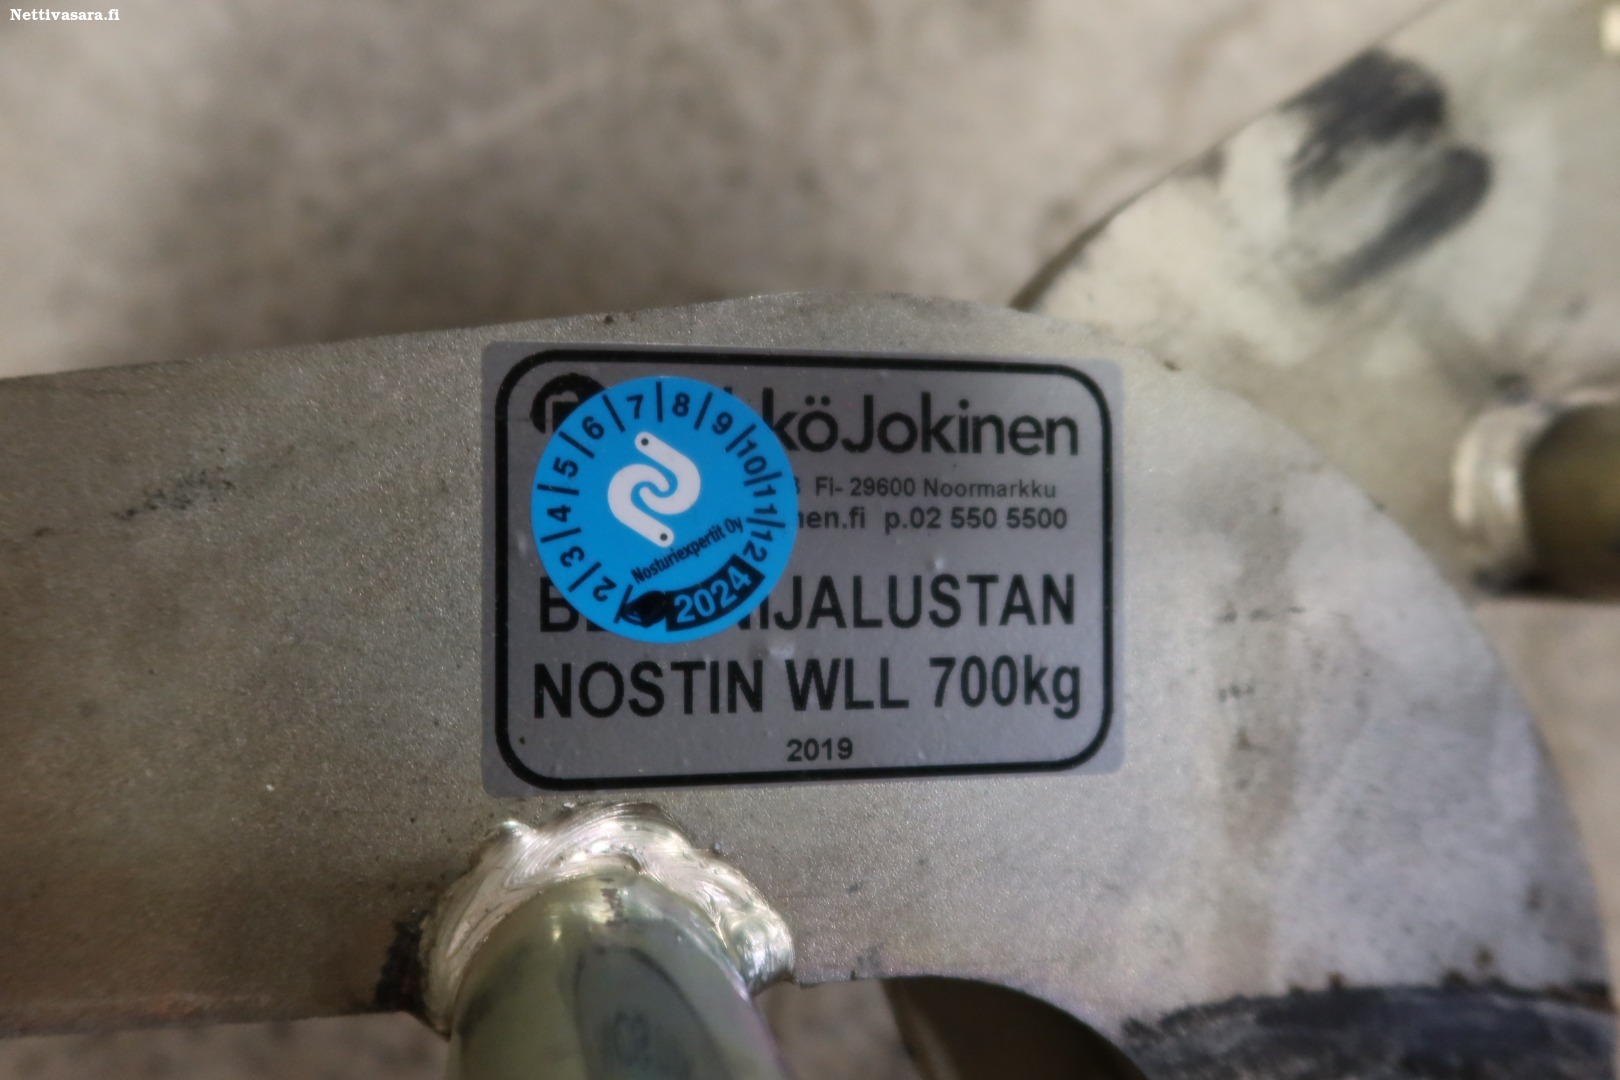 Nettivasara.fi
köJokinen
Fi- 29600 Noormarkku
nen.fi p.02 550 5500
IJALUSTAN
NOSTIN WLL 700kg
2019
2 3 4 5 6 7 8 9 10 11 12
Nosturiexpertit Oy
2024